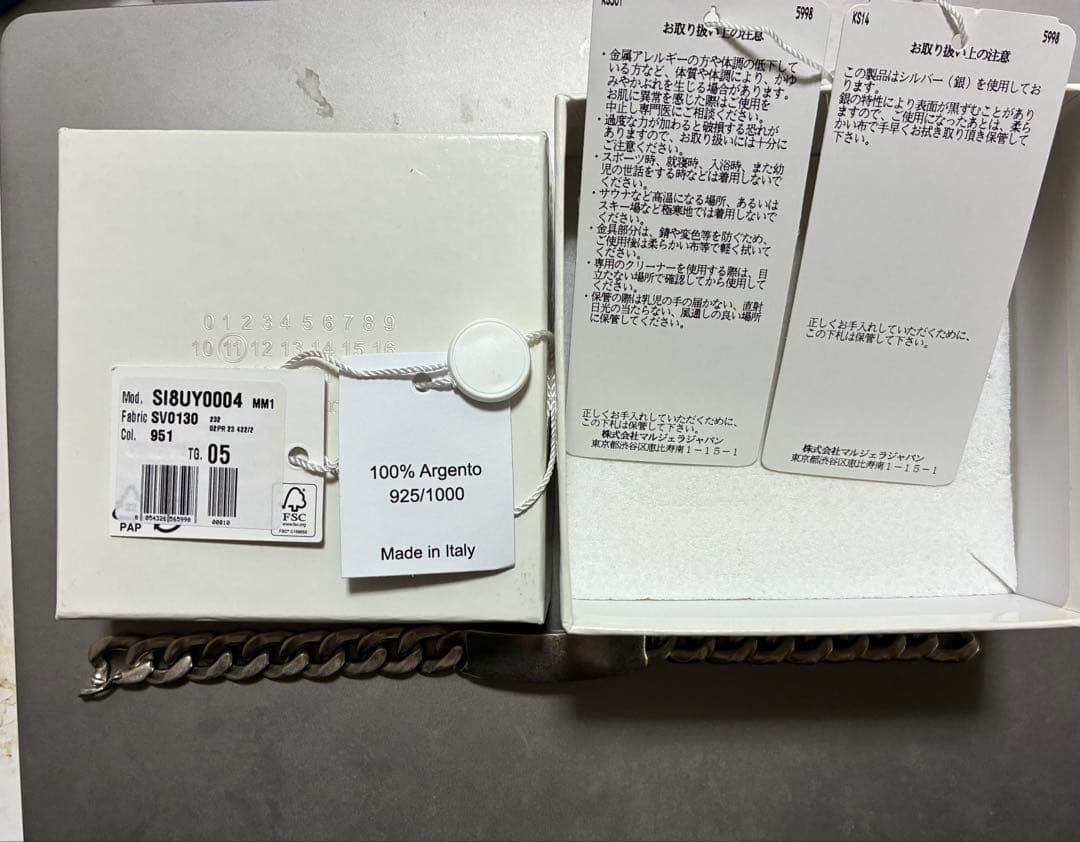 0 1 2 3 4 5 6 7 8 9
10 11 12 13 14 15 16
Mod. SI8UY0004 MM1
Fabric SV0130 232
02PR 23 422/2
Col. 951
TG. 05
8 054326 565990
00010
PAP
FSC
www.fsc.org
100% Argento
925/1000
Made in Italy
5998
お取り扱い上の注意
・金属アレルギーの方や体調の低下して
いる方など、体質や体調により、かゆ
みやかぶれを生じる場合があります。
お肌に異常を感じた際はご使用を
中止し専門医にご相談ください。
・過度な力が加わると破損する恐れが
ありますので、お取り扱いには十分に
ご注意ください。
・スポーツ時、就寝時、入浴時、また幼
児の世話をする時などは着用しないで
ください。
・サウナなど高温になる場所、あるいは
スキー場など極寒地では着用しないで
ください。
・金具部分は、錆や変色等を防ぐため、
ご使用後は柔らかい布等で軽く拭いて
ください。
・専用のクリーナーを使用する際は、目
立たない場所で確認してから使用して
ください。
・保管の際は乳児の手の届かない、直射
日光の当たらない、風通しの良い場所
に保管してください。
正しくお手入れしていただくために、
この下札は保管して下さい。
株式会社マルジェラジャパン
東京都渋谷区恵比寿南1-15-1
KS14 5998
お取り扱い上の注意
この製品はシルバー(銀)を使用してお
ります。
銀の特性により表面が黒ずむことがあり
ますので、ご使用になったあとは、柔ら
かい布で手早くお拭き取り頂き保管して
下さい。
正しくお手入れしていただくために、
この下札は保管して下さい。
株式会社マルジェラジャパン
東京都渋谷区恵比寿南1-15-1